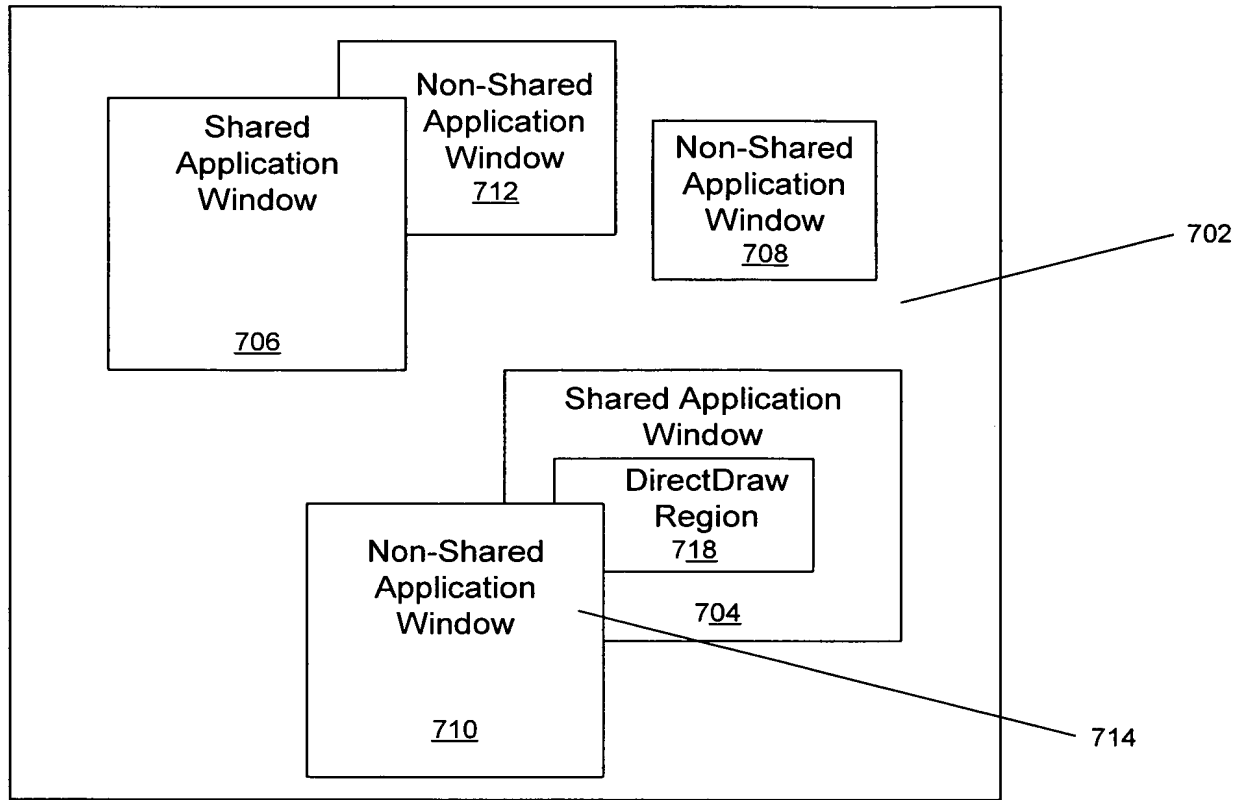 Non-Shared
Application
Window
712
Shared
Application
Window
706
Non-Shared
Application
Window
708
702
Shared Application
Window
DirectDraw
Region
718
704
Non-Shared
Application
Window
710
714